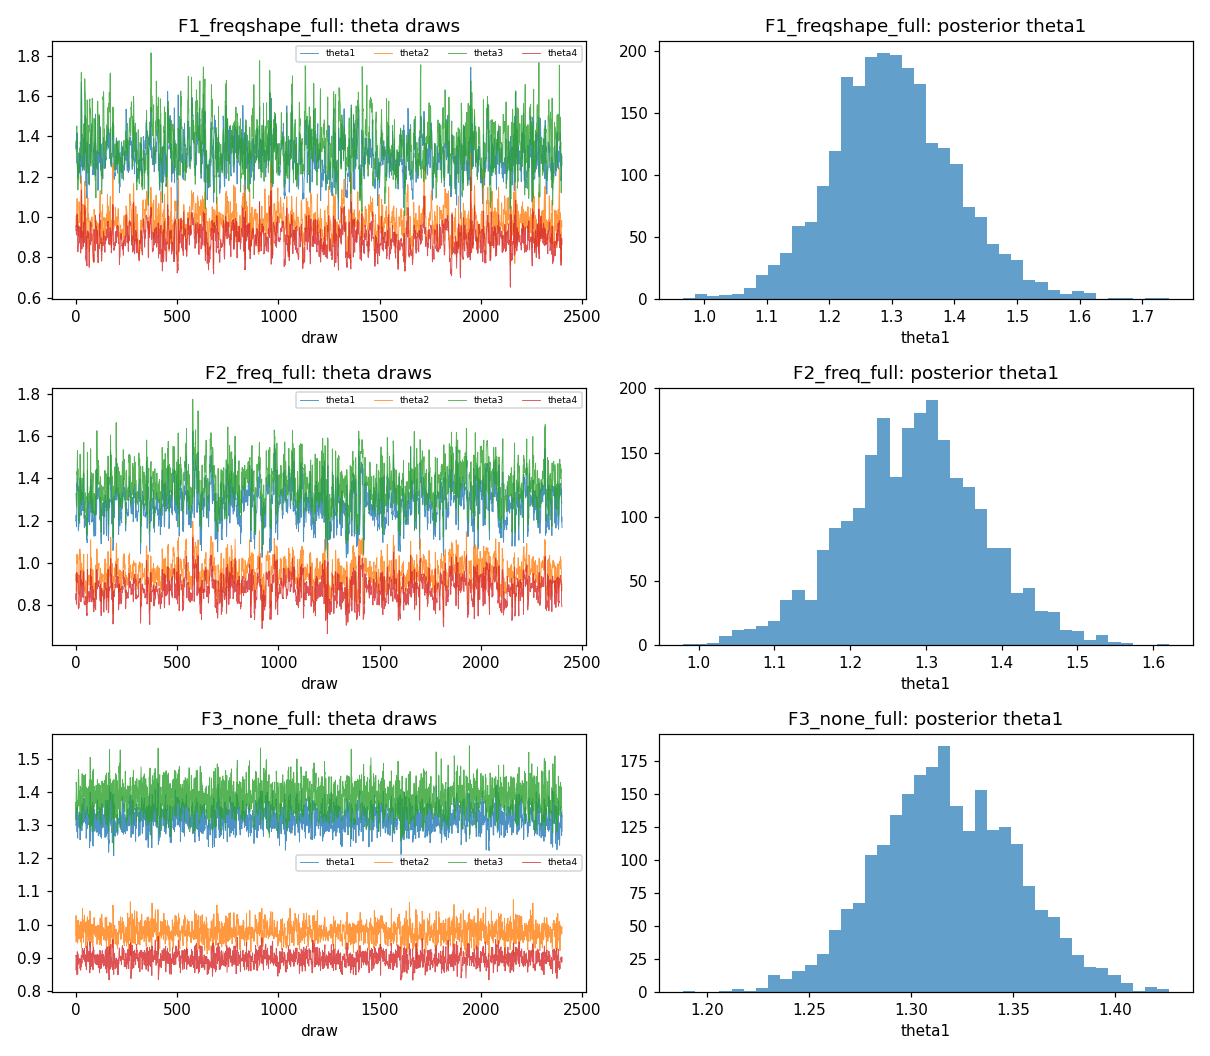 F1_freqshape_full: theta draws
F1_freqshape_full: posterior theta1
theta1 theta2 theta3 theta4
1.8
1.6
1.4
1.2
1.0
0.8
0.6
0 500 1000 1500 2000 2500
draw
200
150
100
50
0
1.0 1.1 1.2 1.3 1.4 1.5 1.6 1.7
theta1
F2_freq_full: theta draws
F2_freq_full: posterior theta1
theta1 theta2 theta3 theta4
1.8
1.6
1.4
1.2
1.0
0.8
0 500 1000 1500 2000 2500
draw
200
150
100
50
0
1.0 1.1 1.2 1.3 1.4 1.5 1.6
theta1
F3_none_full: theta draws
F3_none_full: posterior theta1
1.5
1.4
1.3
1.2
theta1 theta2 theta3 theta4
1.1
1.0
0.9
0.8
0 500 1000 1500 2000 2500
draw
175
150
125
100
75
50
25
0
1.20 1.25 1.30 1.35 1.40
theta1